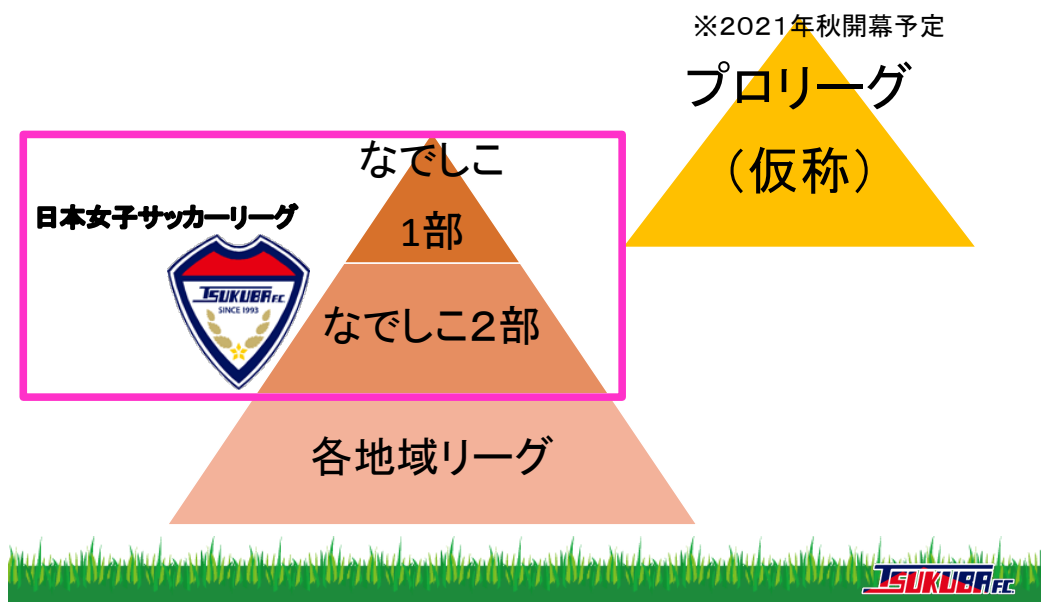 ※2021年秋開幕予定
プロリーグ
（仮称）
なでしこ
1部
日本女子サッカーリーグ
TSUKUBA FC
SINCE 1993
なでしこ２部
各地域リーグ
TSUKUBA FC